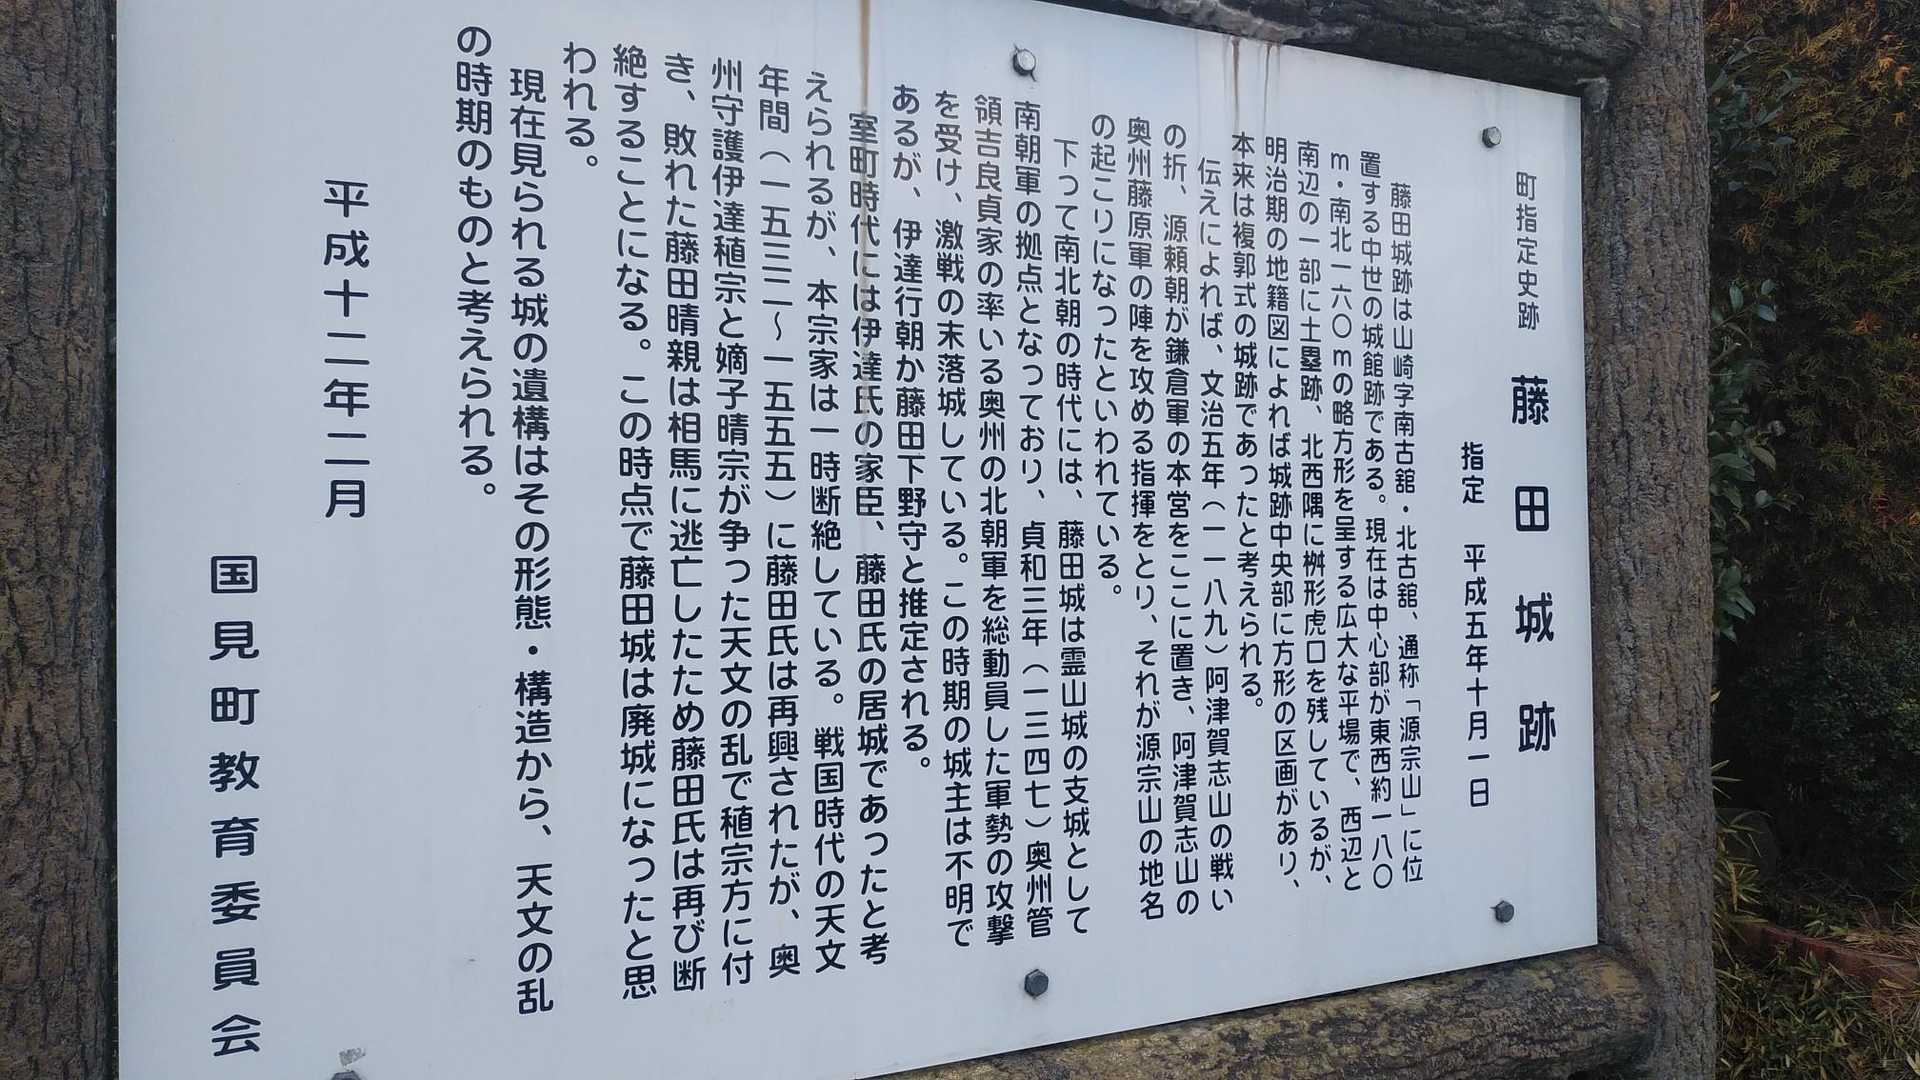 町指定史跡 藤田城跡
指定 平成五年十月一日
藤田城跡は山崎字南古舘・北古舘、通称「源宗山」に位
置する中世の城館跡である。現在は中心部が東西約一八〇
m・南北一六〇mの略方形を呈する広大な平場で、西辺と
南辺の一部に土塁跡、北西隅に桝形虎口を残しているが、
明治期の地籍図によれば城跡中央部に方形の区画があり、
本来は複郭式の城跡であったと考えられる。
伝えによれば、文治五年（一一八九）阿津賀志山の戦い
の折、源頼朝が鎌倉軍の本営をここに置き、阿津賀志山の
奥州藤原軍の陣を攻める指揮をとり、それが源宗山の地名
の起こりになったといわれている。
下って南北朝の時代には、藤田城は霊山城の支城として
南朝軍の拠点となっており、貞和三年（一三四七）奥州管
領吉良貞家の率いる奥州の北朝軍を総動員した軍勢の攻撃
を受け、激戦の末落城している。この時期の城主は不明で
あるが、伊達行朝か藤田下野守と推定される。
室町時代には伊達氏の家臣、藤田氏の居城であったと考
えられるが、本宗家は一時断絶している。戦国時代の天文
年間（一五三二～一五五五）に藤田氏は再興されたが、奥
州守護伊達稙宗と嫡子晴宗が争った天文の乱で稙宗方に付
き、敗れた藤田晴親は相馬に逃亡したため藤田氏は再び断
絶することになる。この時点で藤田城は廃城になったと思
われる。
現在見られる城の遺構はその形態・構造から、天文の乱
の時期のものと考えられる。
平成十二年二月
国見町教育委員会